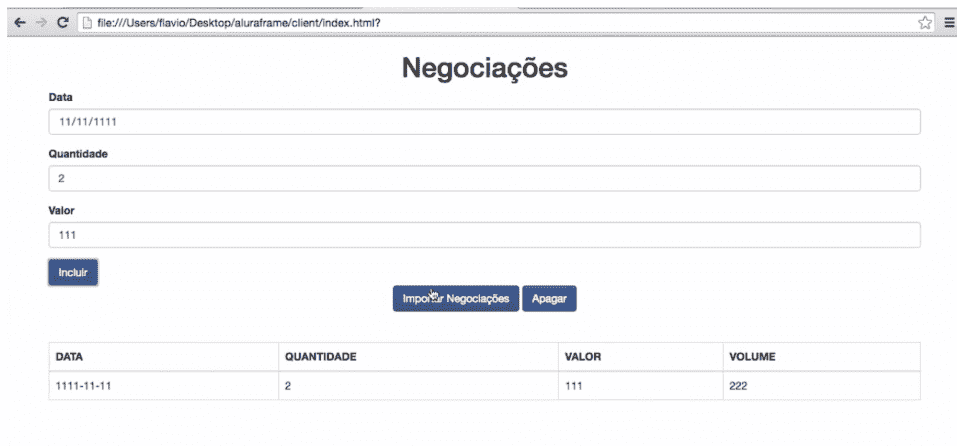 file:///Users/flavio/Desktop/aluraframe/client/index.html?
Negociações
Data
11/11/1111
Quantidade
2
Valor
111
Incluir
Importar Negociações Apagar
DATA QUANTIDADE VALOR VOLUME
1111-11-11 2 111 222